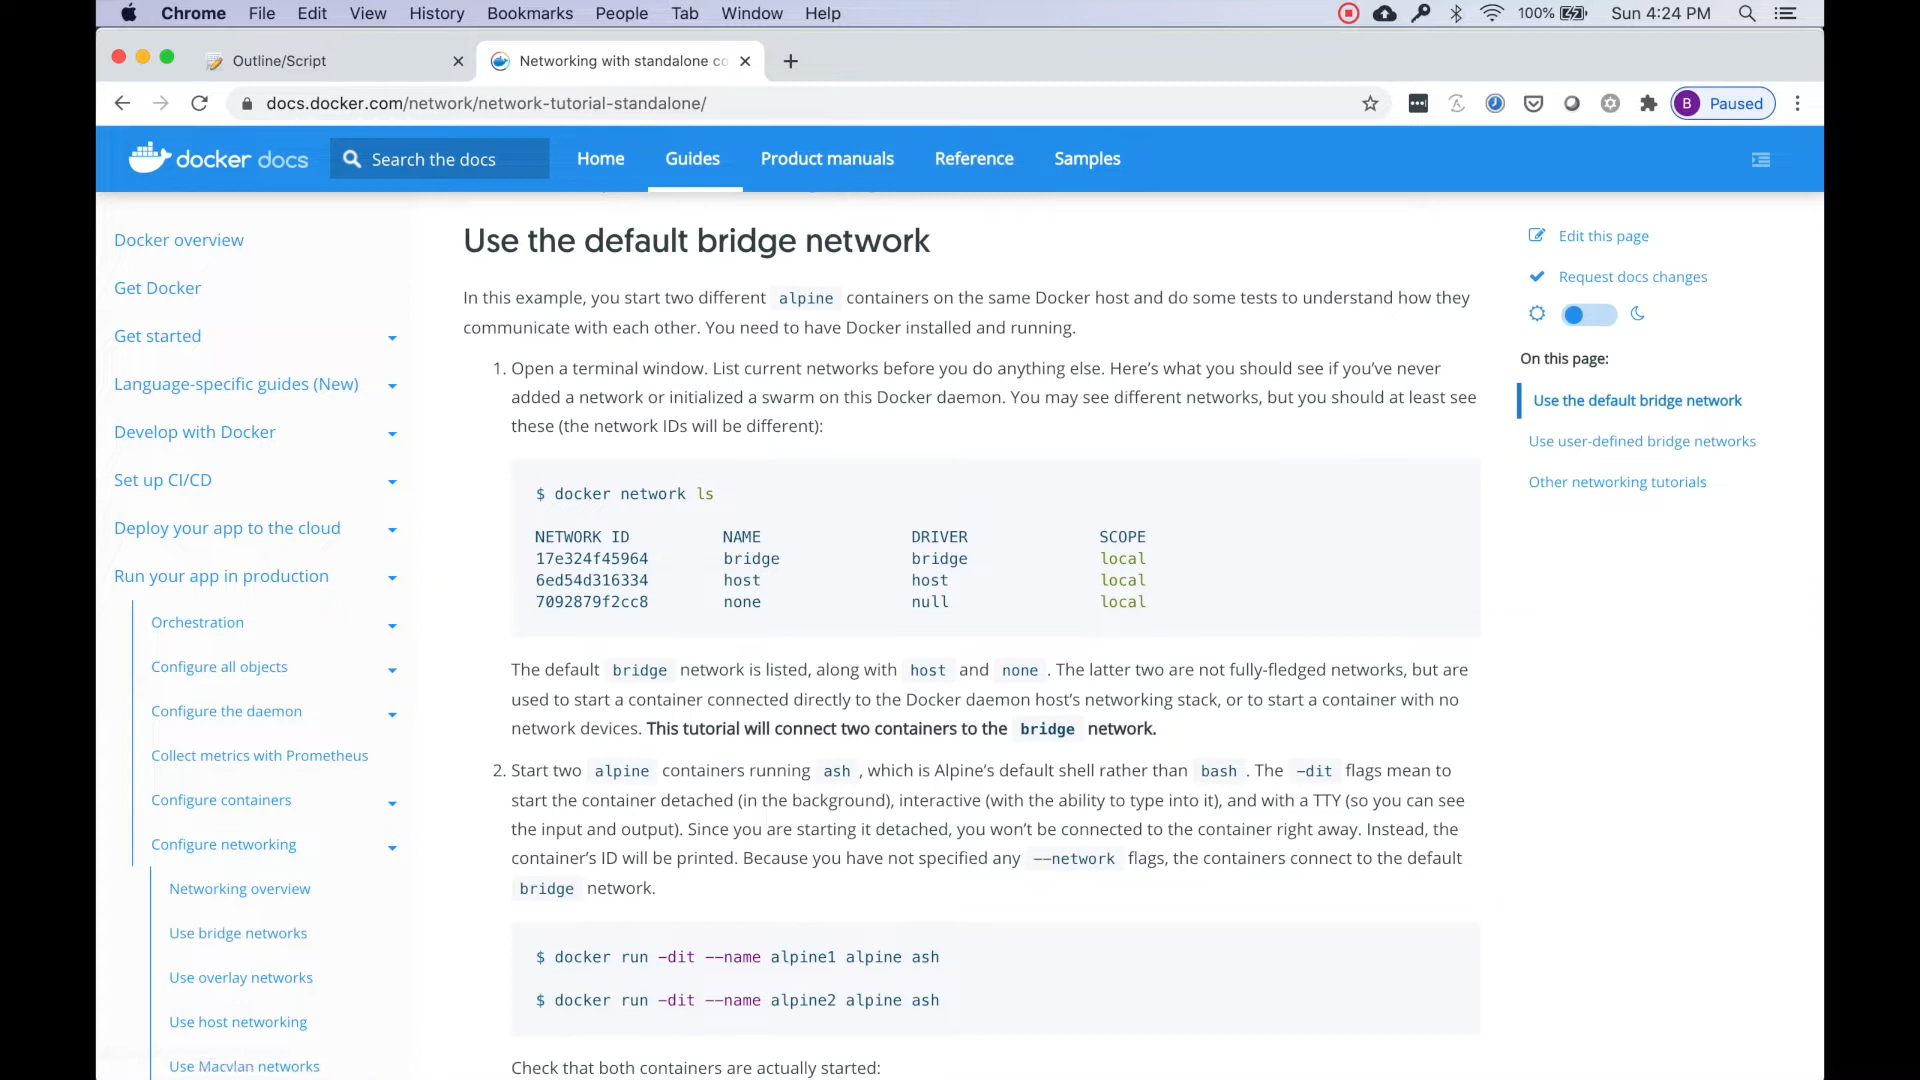 Chrome File Edit View History Bookmarks People Tab Window Help 100% Sun 4:24 PM
Outline/Script Networking with standalone co
docs.docker.com/network/network-tutorial-standalone/ B Paused
docker docs Search the docs Home Guides Product manuals Reference Samples
Docker overview
Get Docker
Get started
Language-specific guides (New)
Develop with Docker
Set up CI/CD
Deploy your app to the cloud
Run your app in production
Orchestration
Configure all objects
Configure the daemon
Collect metrics with Prometheus
Configure containers
Configure networking
Networking overview
Use bridge networks
Use overlay networks
Use host networking
Use Macvlan networks
Use the default bridge network
In this example, you start two different alpine containers on the same Docker host and do some tests to understand how they
communicate with each other. You need to have Docker installed and running.
1. Open a terminal window. List current networks before you do anything else. Here's what you should see if you've never
added a network or initialized a swarm on this Docker daemon. You may see different networks, but you should at least see
these (the network IDs will be different):
$ docker network ls
NETWORK ID NAME DRIVER SCOPE
17e324f45964 bridge bridge local
6ed54d316334 host host local
7092879f2cc8 none null local
The default bridge network is listed, along with host and none . The latter two are not fully-fledged networks, but are
used to start a container connected directly to the Docker daemon host's networking stack, or to start a container with no
network devices. This tutorial will connect two containers to the bridge network.
2. Start two alpine containers running ash , which is Alpine's default shell rather than bash . The -dit flags mean to
start the container detached (in the background), interactive (with the ability to type into it), and with a TTY (so you can see
the input and output). Since you are starting it detached, you won't be connected to the container right away. Instead, the
container's ID will be printed. Because you have not specified any --network flags, the containers connect to the default
bridge network.
$ docker run -dit --name alpine1 alpine ash
$ docker run -dit --name alpine2 alpine ash
Check that both containers are actually started:
Edit this page
Request docs changes
On this page:
Use the default bridge network
Use user-defined bridge networks
Other networking tutorials